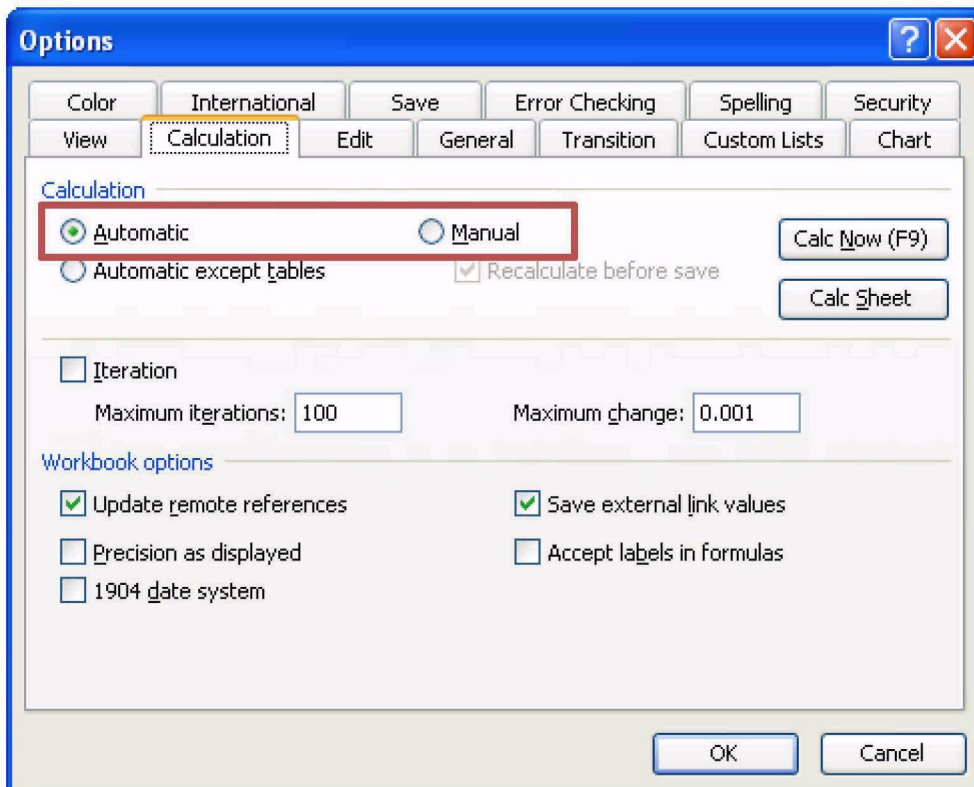 Options
Color International Save Error Checking Spelling Security
View Calculation Edit General Transition Custom Lists Chart
Calculation
Automatic Manual Calc Now (F9)
Automatic except tables Recalculate before save
Calc Sheet
Iteration
Maximum iterations: 100 Maximum change: 0.001
Workbook options
Update remote references Save external link values
Precision as displayed Accept labels in formulas
1904 date system
OK Cancel